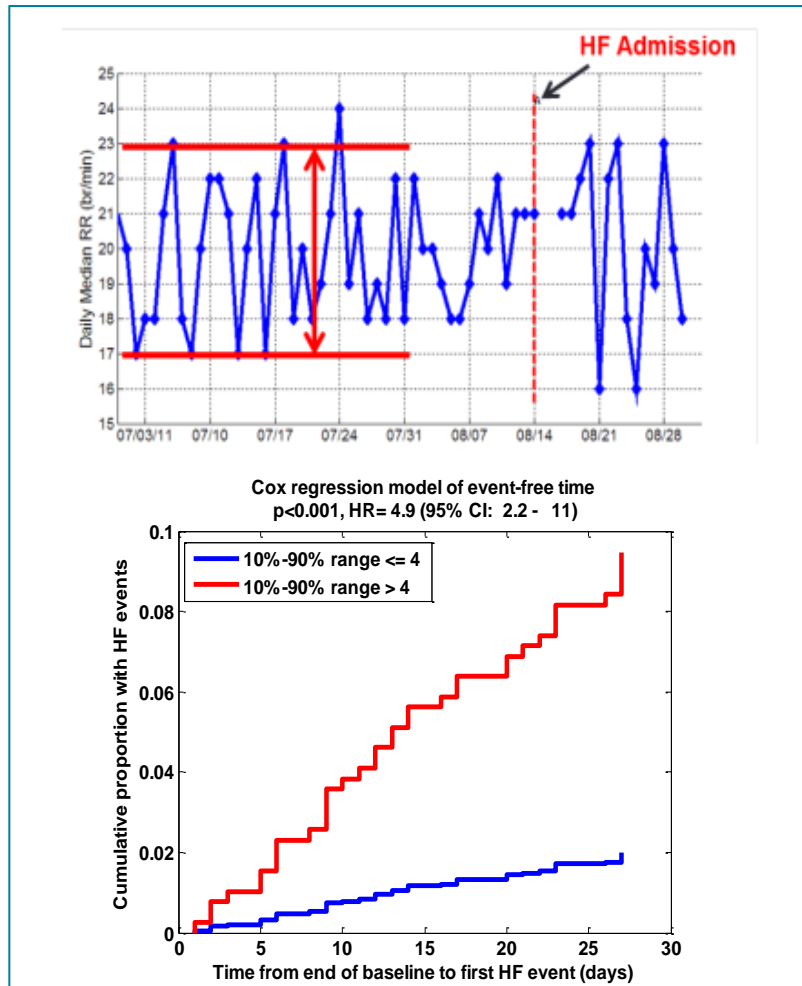 HF Admission
25
24
23
22
21
20
19
18
17
16
15
Daily Median RR (br/min)
07/03/11 07/10 07/17 07/24 07/31 08/07 08/14 08/21 08/28
Cox regression model of event-free time
p<0.001, HR= 4.9 (95% CI: 2.2 - 11)
0.1
0.08
0.06
0.04
0.02
0
Cumulative proportion with HF events
10%-90% range <= 4
10%-90% range > 4
0 5 10 15 20 25 30
Time from end of baseline to first HF event (days)